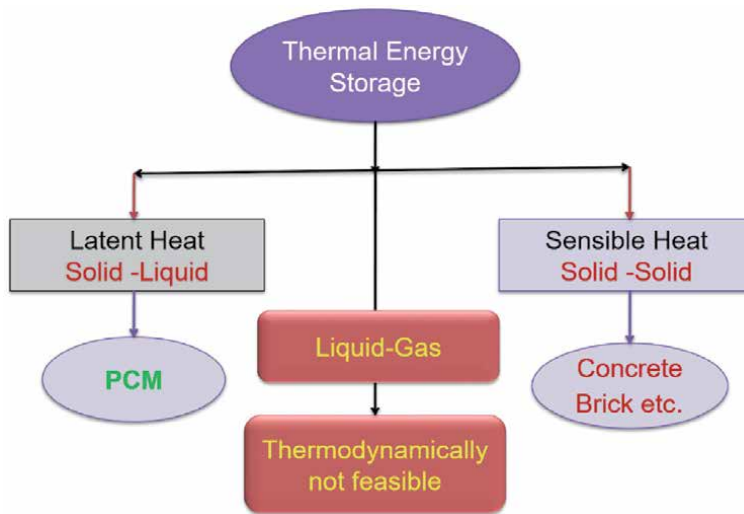 Thermal Energy
Storage
Latent Heat
Solid -Liquid
Sensible Heat
Solid -Solid
Liquid-Gas
PCM
Concrete
Brick etc.
Thermodynamically
not feasible